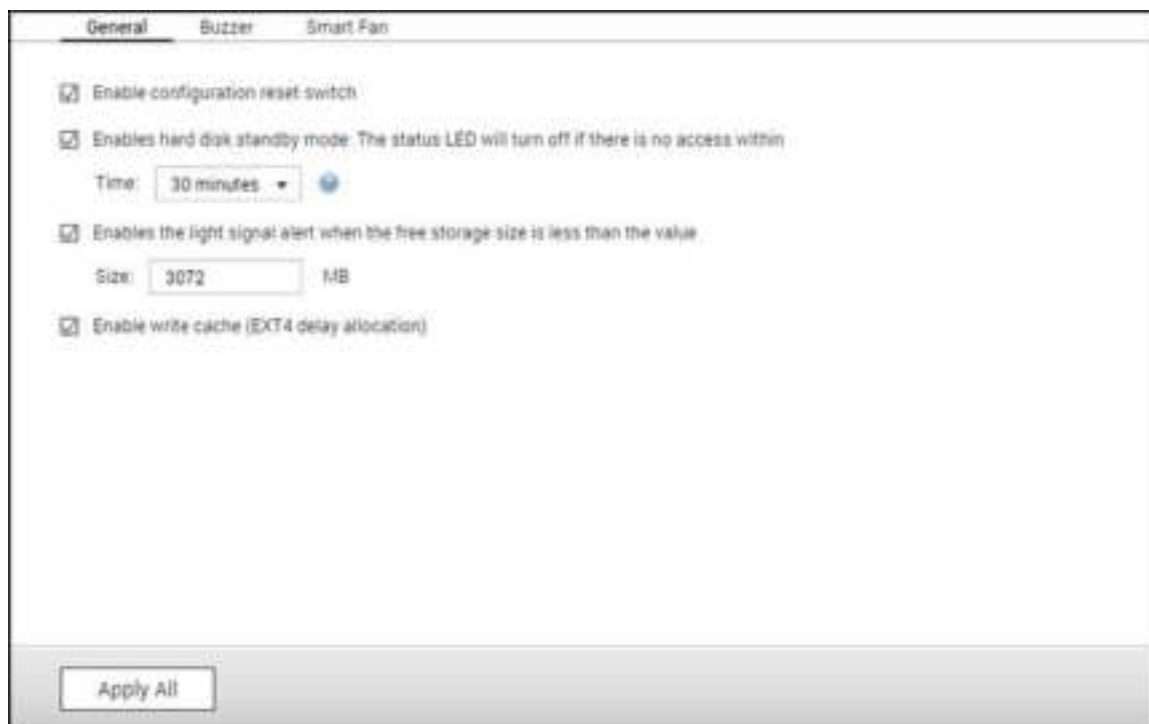 General Buzzer Smart Fan
Enable configuration reset switch
Enables hard disk standby mode: The status LED will turn off if there is no access within
Time: 30 minutes
Enables the light signal alert when the free storage size is less than the value
Size: 3072 MB
Enable write cache (EXT4 delay allocation)
Apply All